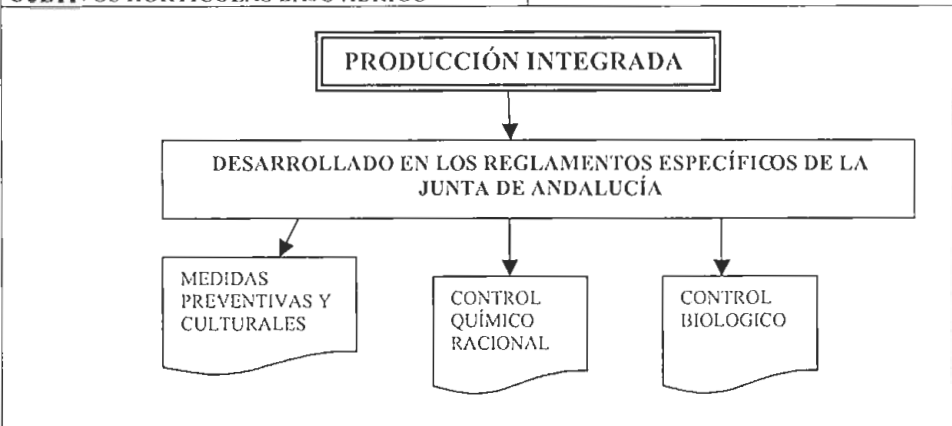 PRODUCCIÓN INTEGRADA
DESARROLLADO EN LOS REGLAMENTOS ESPECÍFICOS DE LA
JUNTA DE ANDALUCÍA
MEDIDAS
PREVENTIVAS Y
CULTURALES
CONTROL
QUÍMICO
RACIONAL
CONTROL
BIOLOGICO